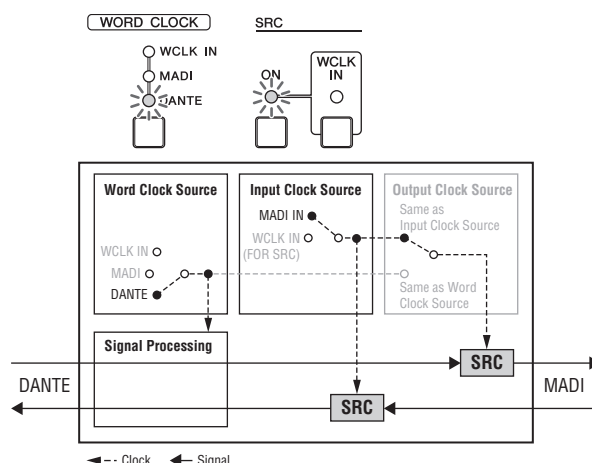 WORD CLOCK
WCLK IN
MADI
DANTE
SRC
ON
WCLK
IN
Word Clock Source
WCLK IN
MADI
DANTE
Input Clock Source
MADI IN
WCLK IN
(FOR SRC)
Output Clock Source
Same as
Input Clock Source
Same as Word
Clock Source
Signal Processing
DANTE
SRC
SRC
MADI
Clock
Signal